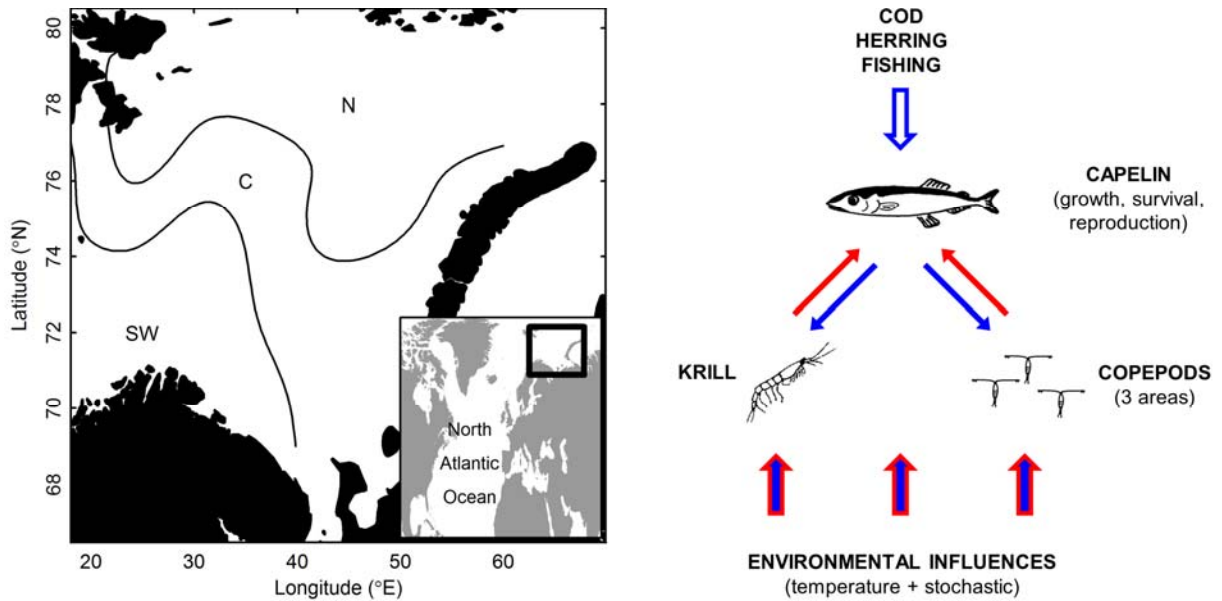 80
78
76
74
72
70
68
Latitude (°N)
N
C
SW
North
Atlantic
Ocean
20
30
40
50
60
Longitude (°E)
COD
HERRING
FISHING
CAPELIN
(growth, survival,
reproduction)
KRILL
COPEPODS
(3 areas)
ENVIRONMENTAL INFLUENCES
(temperature + stochastic)